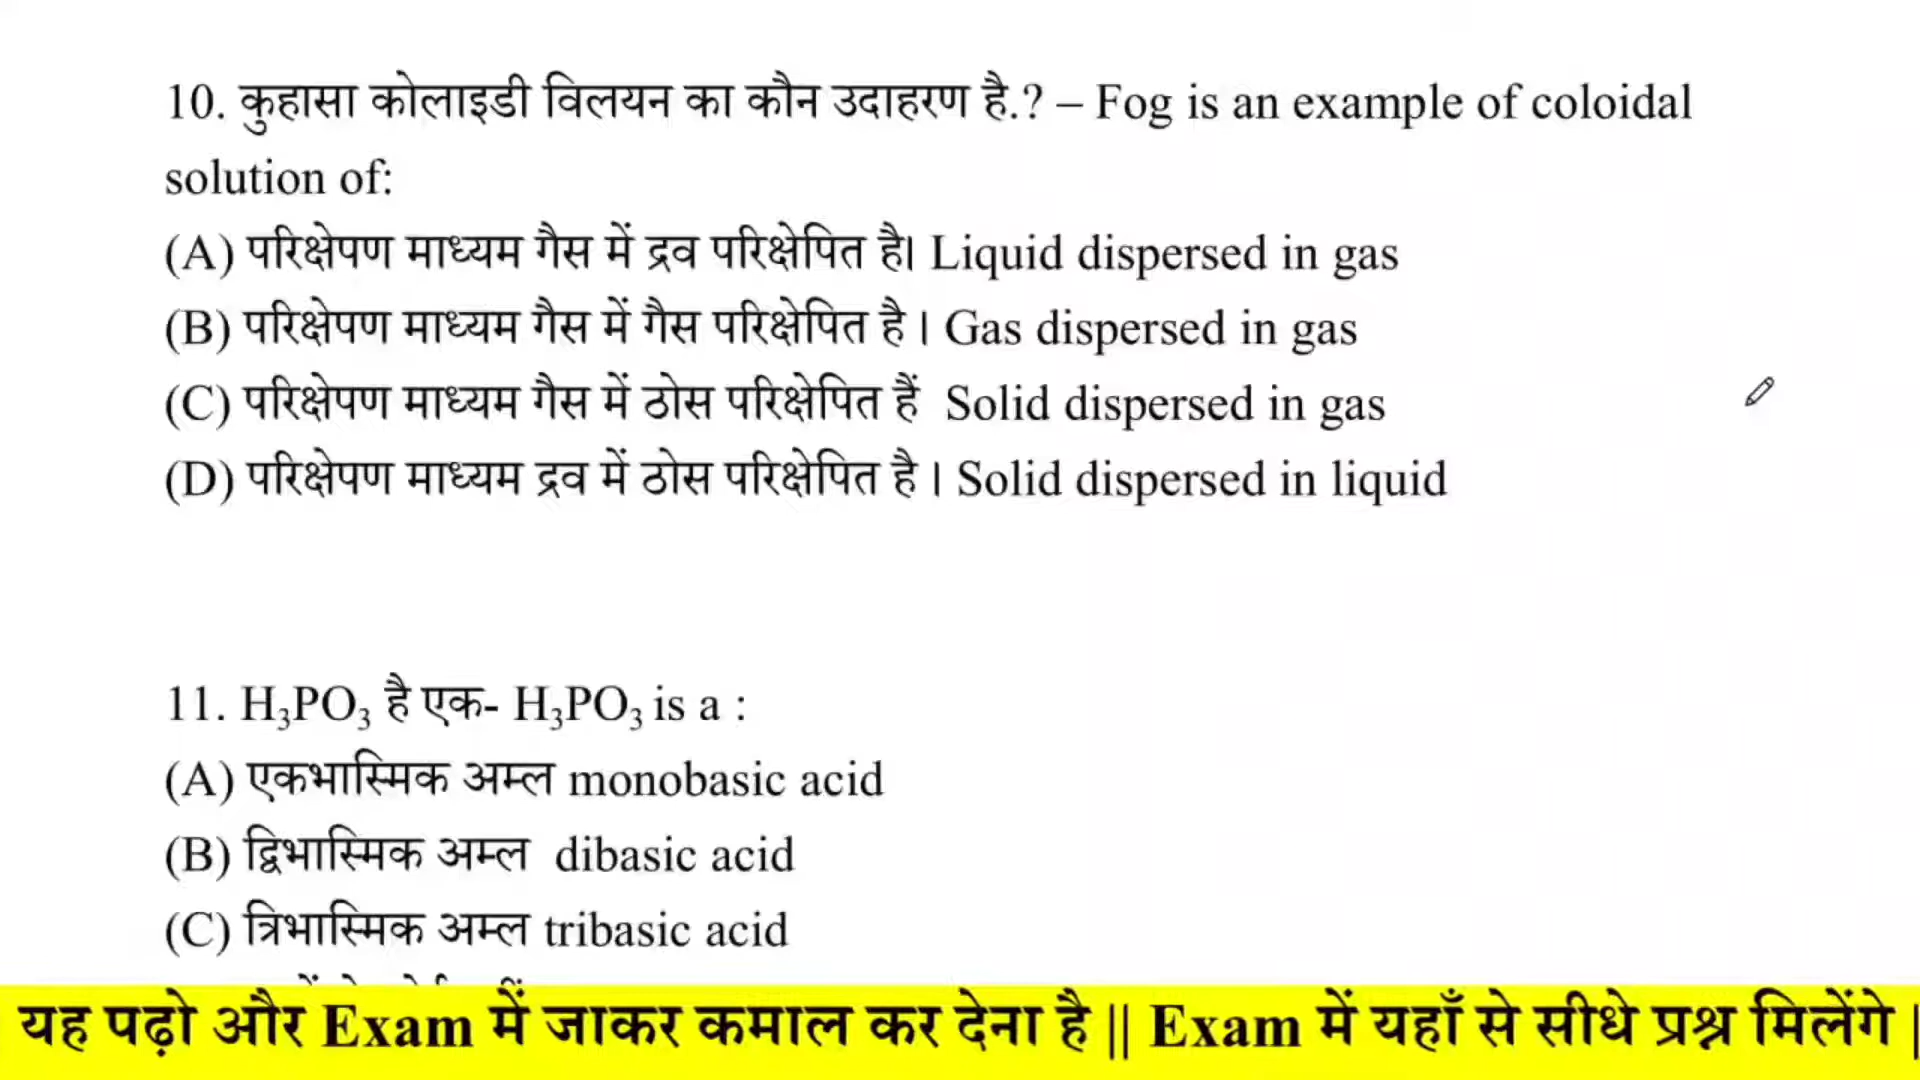 10. कुहासा कोलाइडी विलयन का कौन उदाहरण है.? – Fog is an example of coloidal
solution of:
(A) परिक्षेपण माध्यम गैस में द्रव परिक्षेपित है। Liquid dispersed in gas
(B) परिक्षेपण माध्यम गैस में गैस परिक्षेपित है । Gas dispersed in gas
(C) परिक्षेपण माध्यम गैस में ठोस परिक्षेपित हैं Solid dispersed in gas
(D) परिक्षेपण माध्यम द्रव में ठोस परिक्षेपित है । Solid dispersed in liquid
11. H₃PO₃ है एक- H₃PO₃ is a :
(A) एकभास्मिक अम्ल monobasic acid
(B) द्विभास्मिक अम्ल dibasic acid
(C) त्रिभास्मिक अम्ल tribasic acid
यह पढ़ो और Exam में जाकर कमाल कर देना है || Exam में यहाँ से सीधे प्रश्न मिलेंगे |